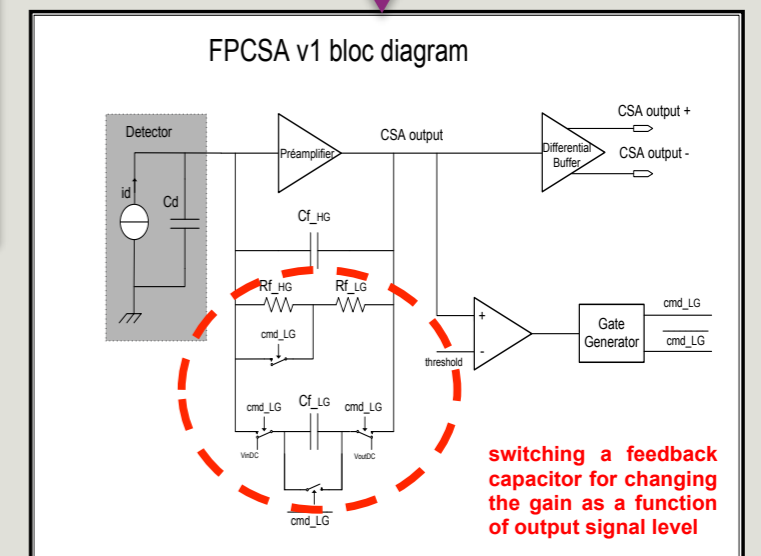 FPCSA v1 bloc diagram
Detector
id
Cd
Préamplifier
CSA output
Differential
Buffer
CSA output +
CSA output -
Cf_HG
Rf_HG
Rf_LG
cmd_LG
cmd_LG
Cf_LG
cmd_LG
VinDC
VoutDC
cmd_LG
+
-
threshold
Gate
Generator
cmd_LG
cmd_LG
switching a feedback
capacitor for changing
the gain as a function
of output signal level